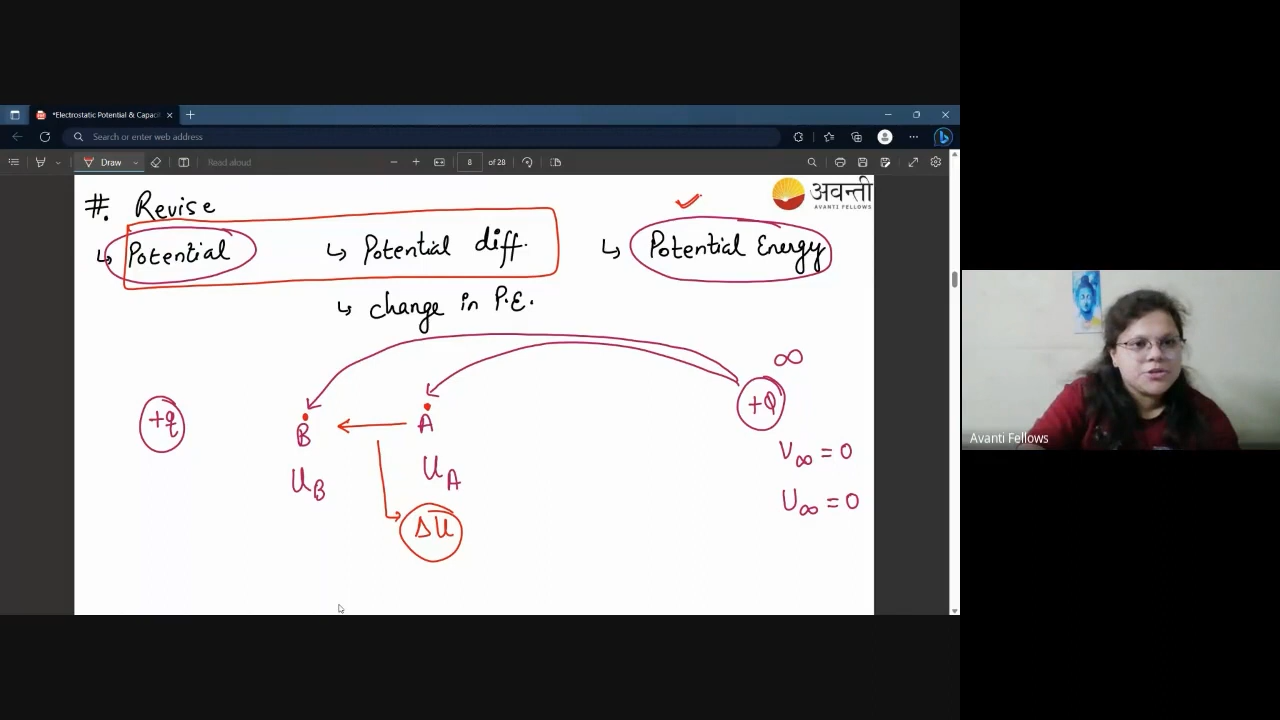 *Electrostatic Potential & Capaci
Search or enter web address
Draw
Read aloud
8 of 28
#. Revise
अवन्ती
AVANTI FELLOWS
↳ Potential ↳ Potential diff. ↳ Potential Energy
↳ change in P.E.
∞
+q B A +Q
U_B U_A V_∞ = 0
ΔU U_∞ = 0
Avanti Fellows